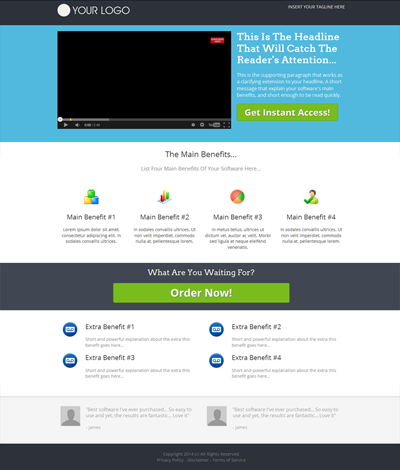 YOUR LOGO
INSERT YOUR TAGLINE HERE
This Is The Headline
That Will Catch The
Reader's Attention...
This is the supporting paragraph that works as
a clarifying extension to your headline. A short
message that explain your software's main
benefits, and short enough to be read quickly.
Get Instant Access!
YouTube
The Main Benefits...
List Four Main Benefits Of Your Software Here...
Main Benefit #1
Main Benefit #2
Main Benefit #3
Main Benefit #4
Lorem ipsum dolor sit amet,
consectetur adipiscing elit. In
sodales convallis ultrices.
In sodales convallis ultrices.
Ut non velit imperdiet, commodo
nulla at, pellentesque lorem.
In metus tellus, ultrices ut
dictum vel, auctor ac velit. Morbi
sed ligula at neque eleifend
venenatis.
In sodales convallis ultrices. Ut
non velit imperdiet, commodo
nulla at, pellentesque lorem.
What Are You Waiting For?
Order Now!
Extra Benefit #1
Short and powerful explanation about the extra this
benefit goes here...
Extra Benefit #2
Short and powerful explanation about the extra this
benefit goes here...
Extra Benefit #3
Short and powerful explanation about the extra this
benefit goes here...
Extra Benefit #4
Short and powerful explanation about the extra this
benefit goes here...
"Best software I've ever purchased... So easy to
use and yet, the results are fantastic... Love it"
- James
"Best software I've ever purchased... So easy to
use and yet, the results are fantastic... Love it"
- James
Copyright 2014 (c) All Rights Reserved
Privacy Policy - Disclaimer - Terms of Service